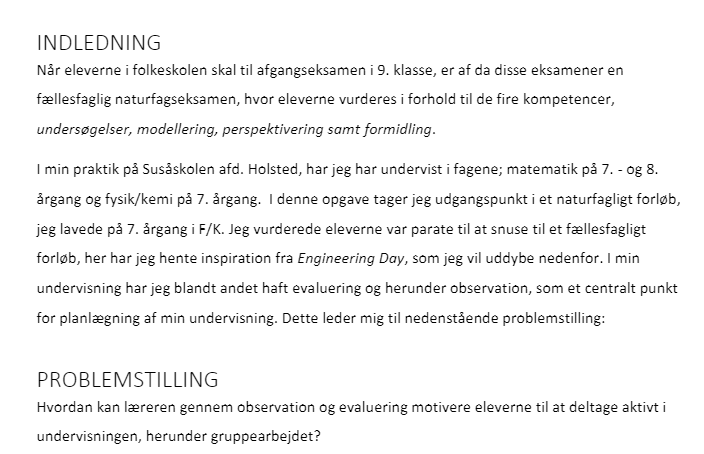 INDLEDNING
Når eleverne i folkeskolen skal til afgangseksamen i 9. klasse, er af da disse eksamener en
fællesfaglig naturfagseksamen, hvor eleverne vurderes i forhold til de fire kompetencer,
undersøgelser, modellering, perspektivering samt formidling.
I min praktik på Susåskolen afd. Holsted, har jeg har undervist i fagene; matematik på 7. - og 8.
årgang og fysik/kemi på 7. årgang. I denne opgave tager jeg udgangspunkt i et naturfagligt forløb,
jeg lavede på 7. årgang i F/K. Jeg vurderede eleverne var parate til at snuse til et fællesfagligt
forløb, her har jeg hente inspiration fra Engineering Day, som jeg vil uddybe nedenfor. I min
undervisning har jeg blandt andet haft evaluering og herunder observation, som et centralt punkt
for planlægning af min undervisning. Dette leder mig til nedenstående problemstilling:
PROBLEMSTILLING
Hvordan kan læreren gennem observation og evaluering motivere eleverne til at deltage aktivt i
undervisningen, herunder gruppearbejdet?